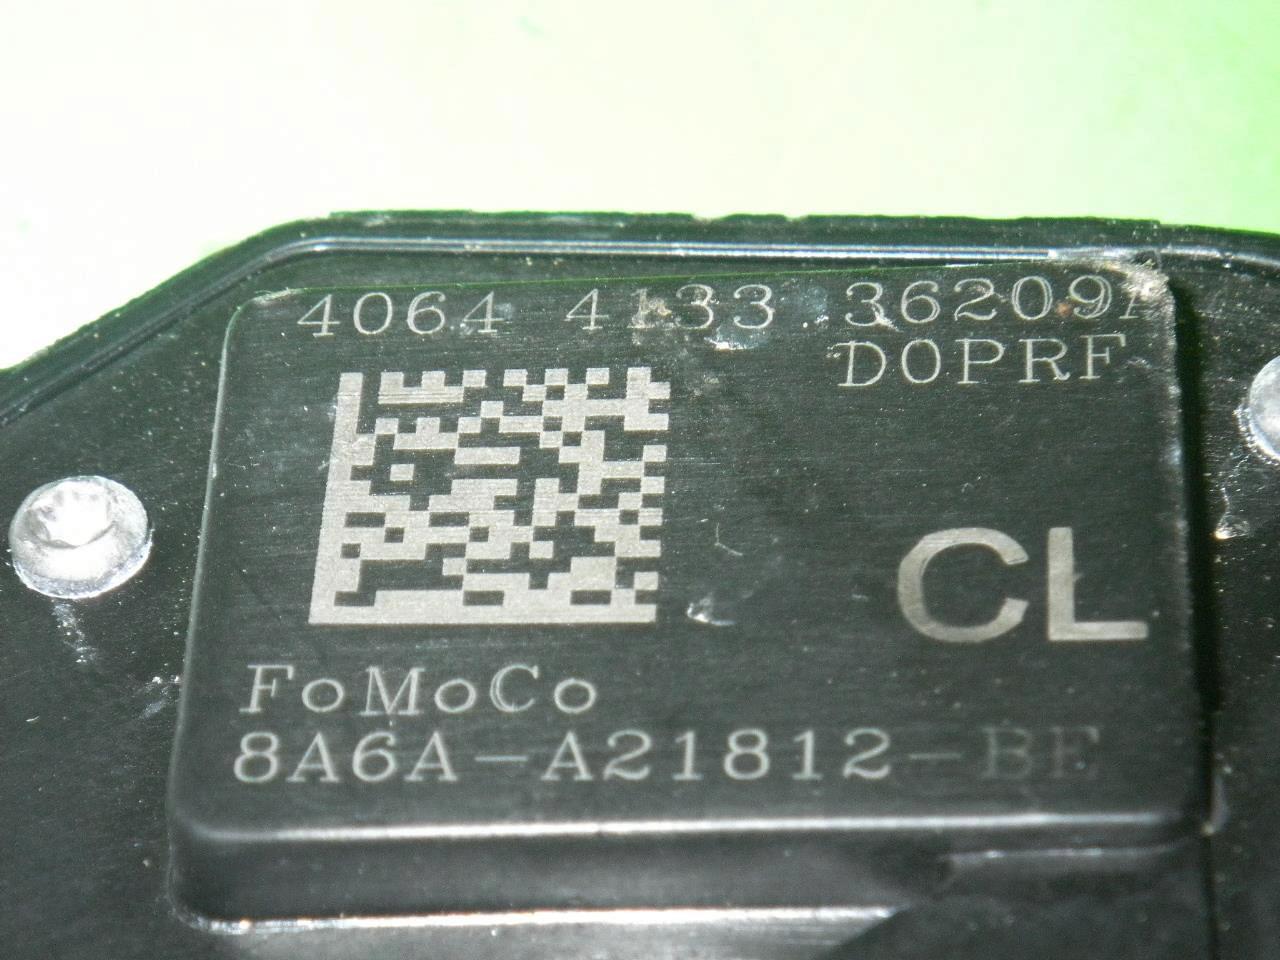 4064 4133 36209A
D0PRF
CL
FoMoCo
8A6A-A21812-BE